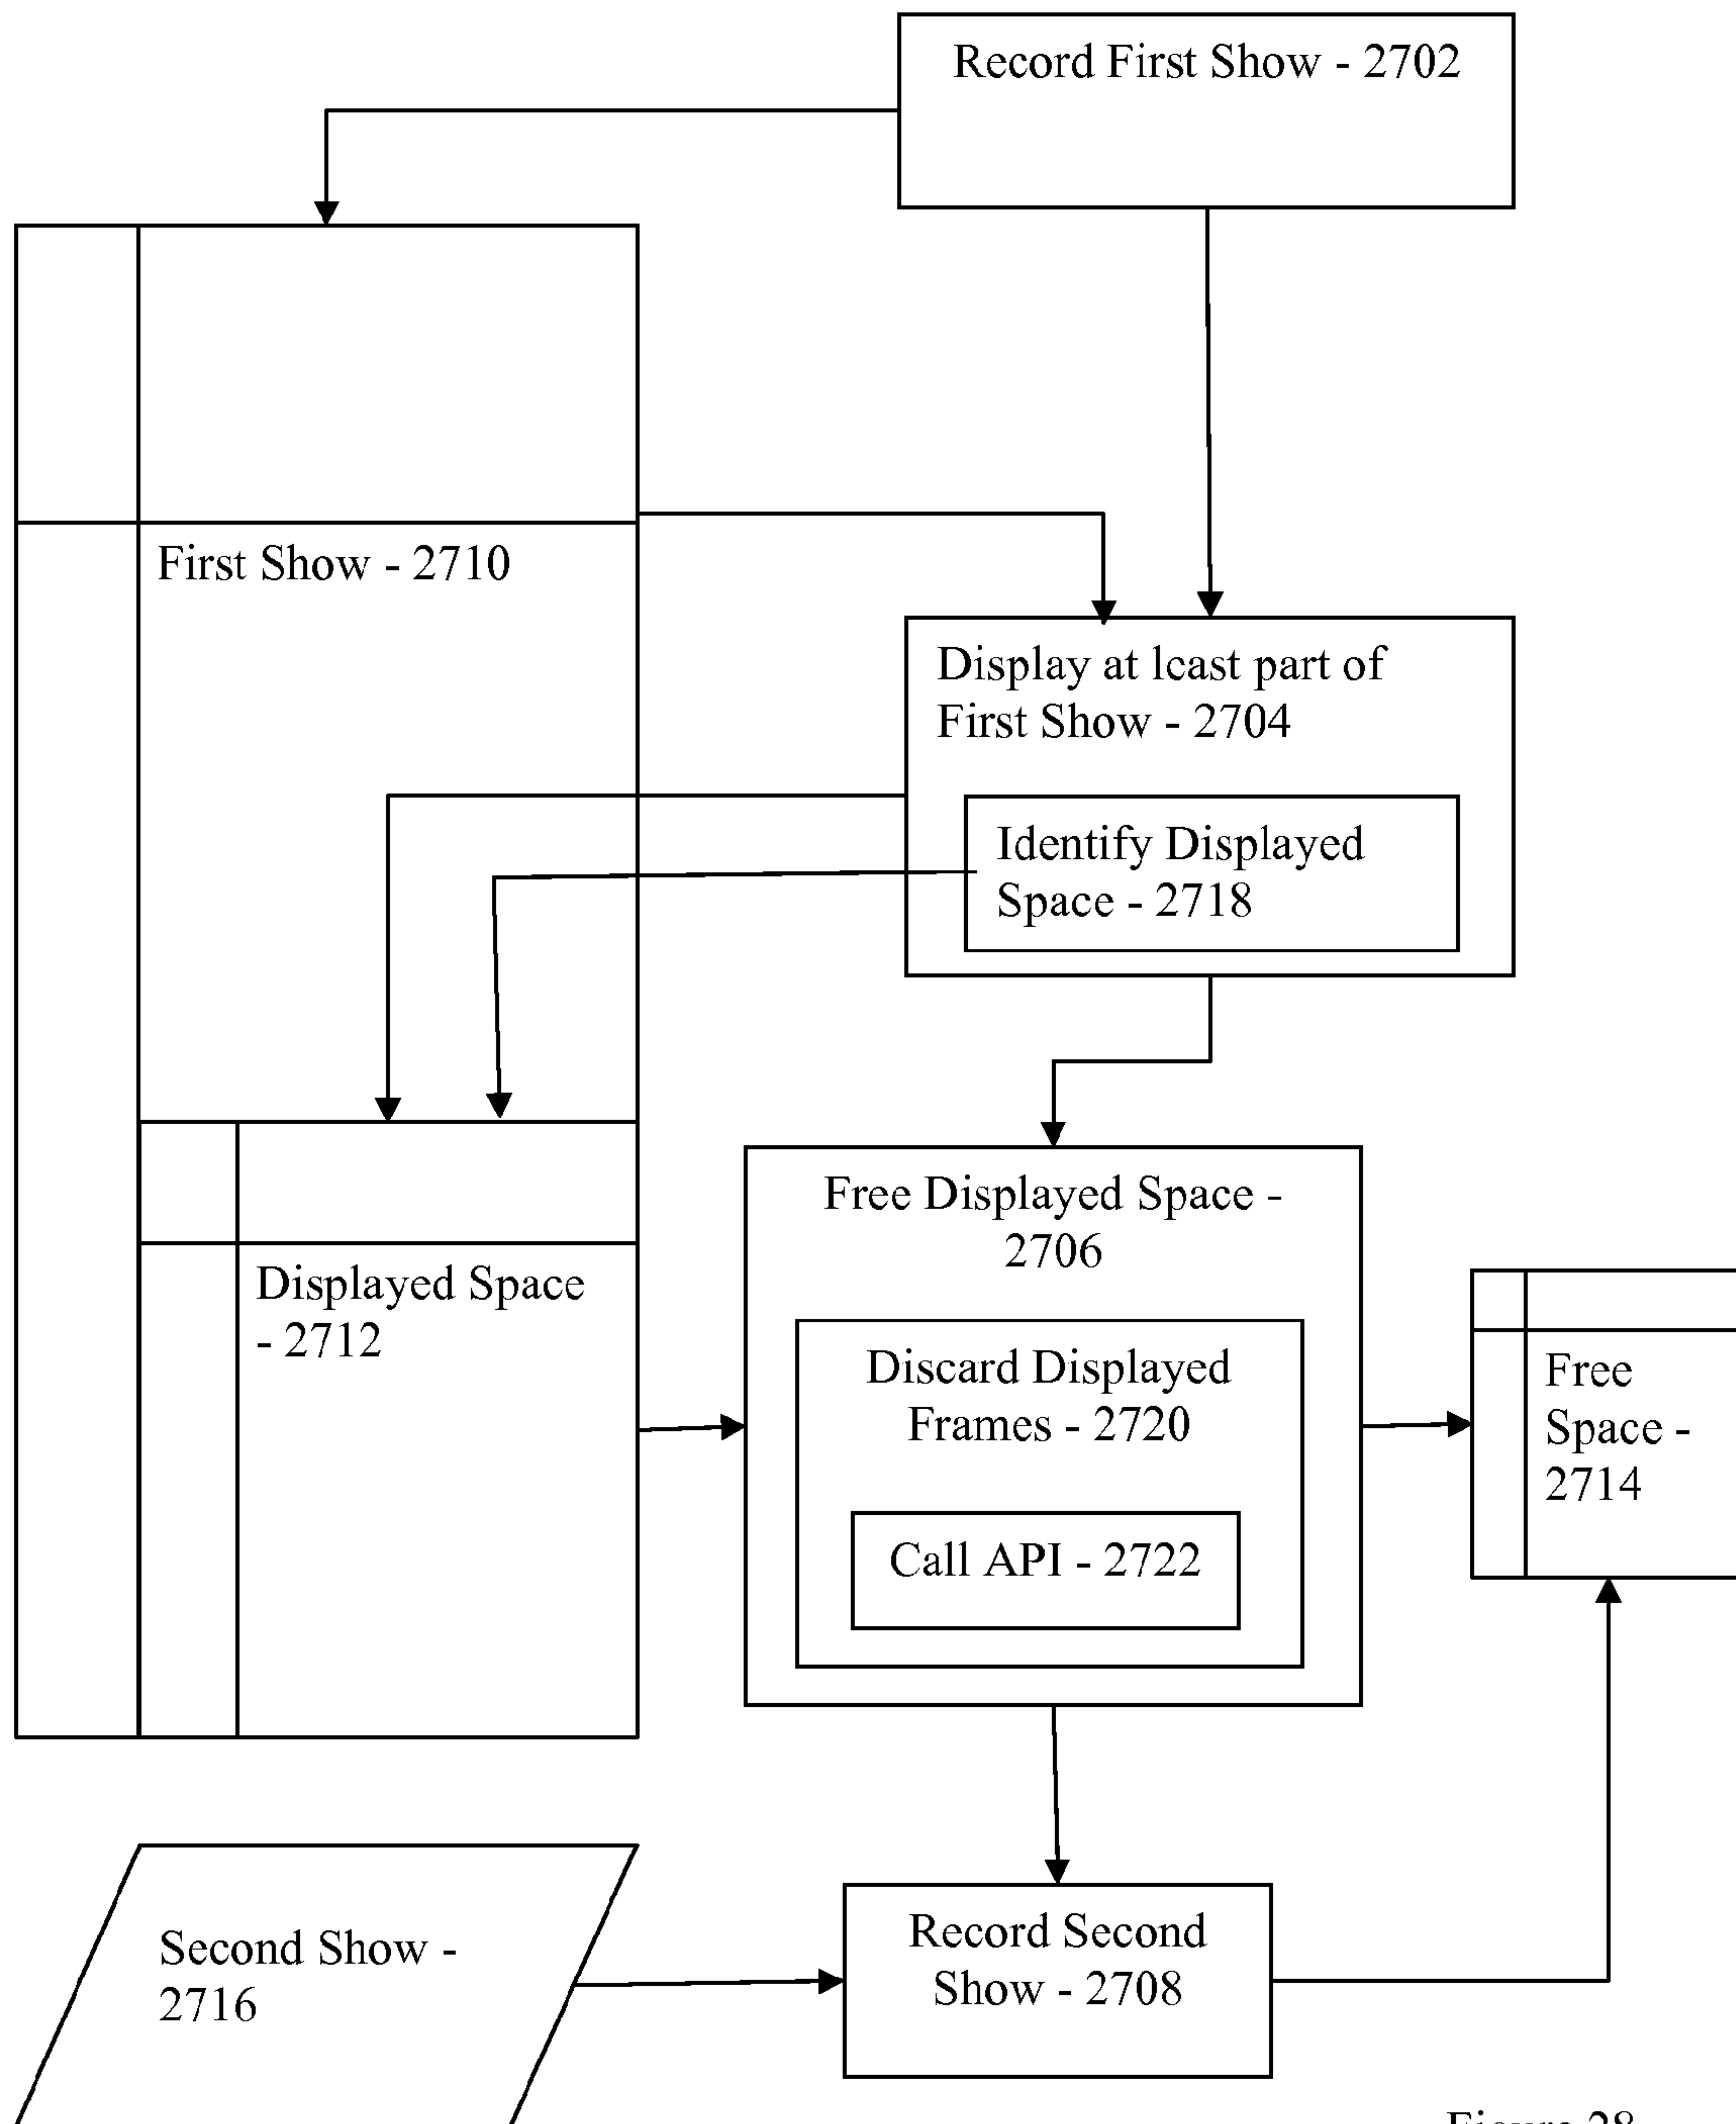 Record First Show - 2702
First Show - 2710
Display at lcast part of
First Show - 2704
Identify Displayed
Space - 2718
Free Displayed Space -
2706
Displayed Space
- 2712
Discard Displayed
Frames - 2720
Free
Space -
2714
Call API - 2722
Second Show -
2716
Record Second
Show - 2708
Figure 28